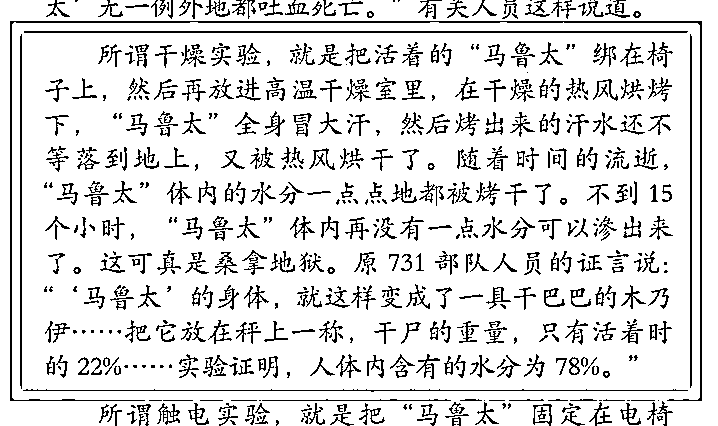 太’无一例外地都吐血死亡。”有关人员这样说道。
所谓干燥实验，就是把活着的“马鲁太”绑在椅
子上，然后再放进高温干燥室里，在干燥的热风烘烤
下，“马鲁太”全身冒大汗，然后烤出来的汗水还不
等落到地上，又被热风烘干了。随着时间的流逝，
“马鲁太”体内的水分一点点地都被烤干了。不到 15
个小时，“马鲁太”体内再没有一点水分可以渗出来
了。这可真是桑拿地狱。原 731 部队人员的证言说：
“‘马鲁太’的身体，就这样变成了一具干巴巴的木乃
伊……把它放在秤上一称，干尸的重量，只有活着时
的 22%……实验证明，人体内含有的水分为 78%。”
所谓触电实验，就是把“马鲁太”固定在电椅